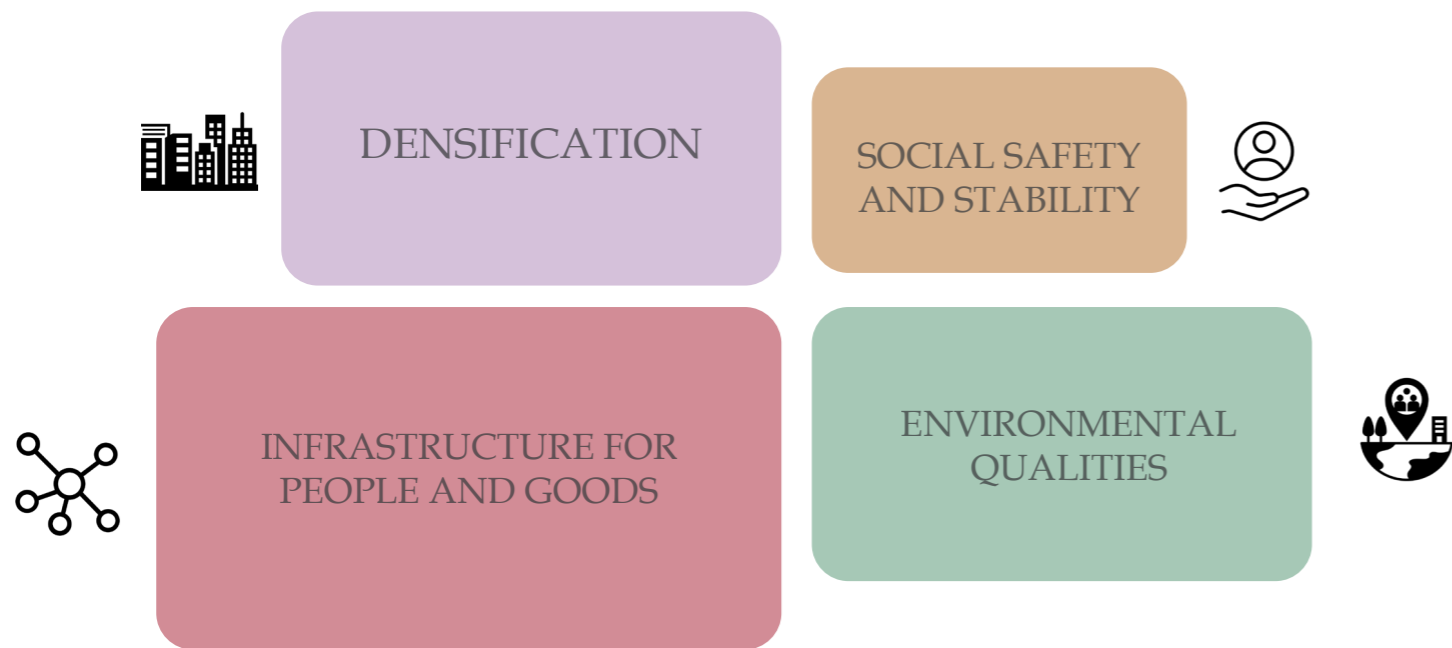 DENSIFICATION
SOCIAL SAFETY
AND STABILITY
INFRASTRUCTURE FOR
PEOPLE AND GOODS
ENVIRONMENTAL
QUALITIES